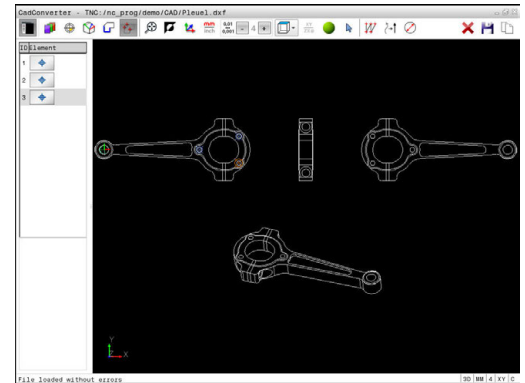 CadConverter - TNC:/nc_prog/demo/CAD/Pleuel.dxf
mm
inch
0,01
0,001
4
ID Element
1
2
3
Y
Z
X
File loaded without errors
3D MM 4 XY C